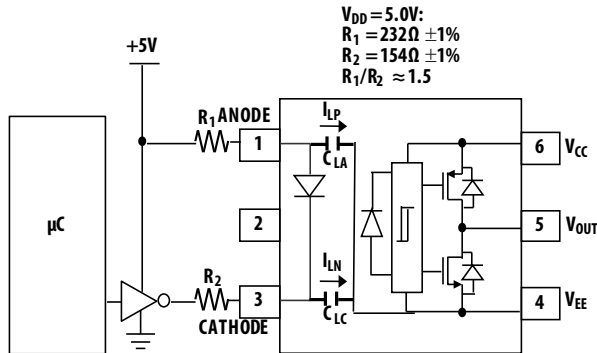 V_DD = 5.0V:
R_1 = 232Ω ±1%
R_2 = 154Ω ±1%
R_1/R_2 ≈ 1.5
+5V
R_1 ANODE
I_LP
1
C_LA
6
V_CC
µC
2
5
V_OUT
R_2
I_LN
3
4
V_EE
CATHODE
C_LC